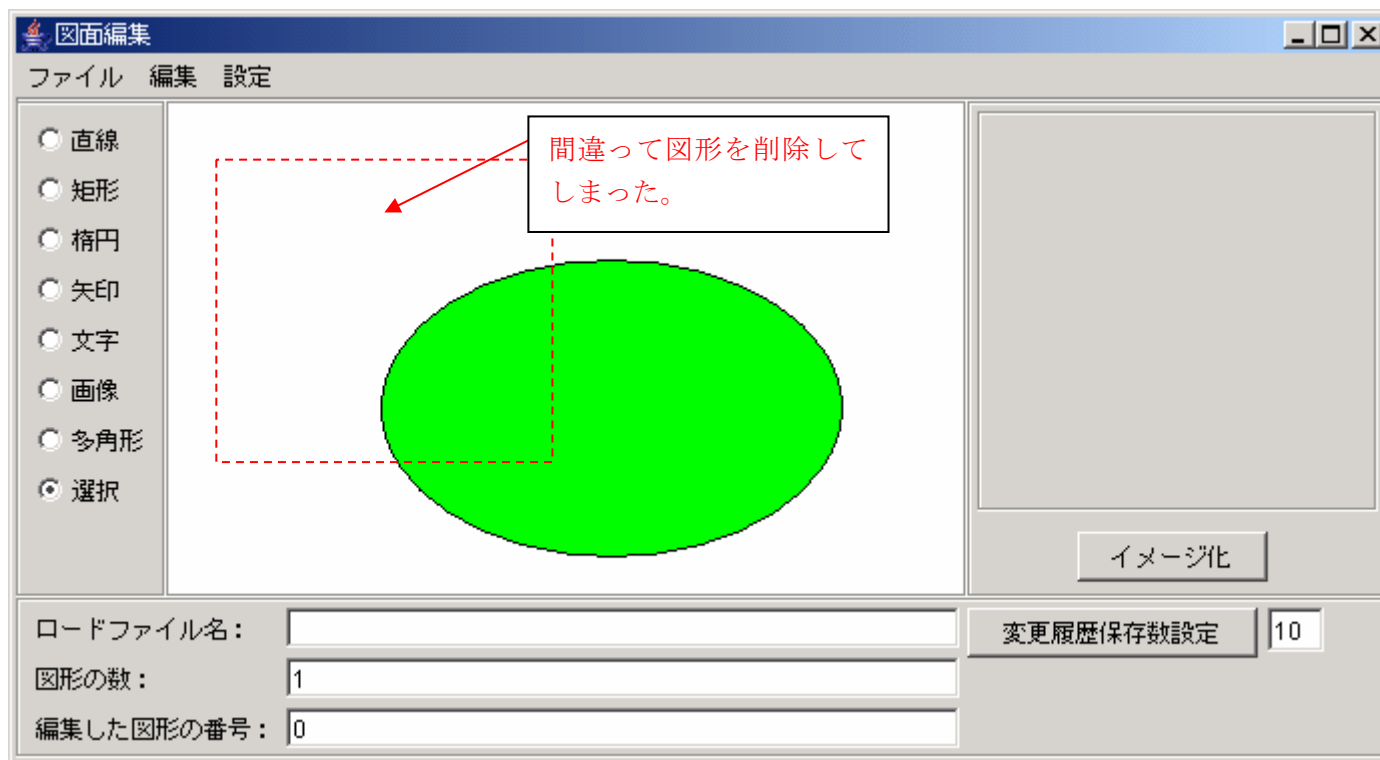 図面編集
ファイル 編集 設定
直線
矩形
楕円
矢印
文字
画像
多角形
選択
間違って図形を削除して
しまった。
イメージ化
ロードファイル名:
変更履歴保存数設定 10
図形の数: 1
編集した図形の番号: 0